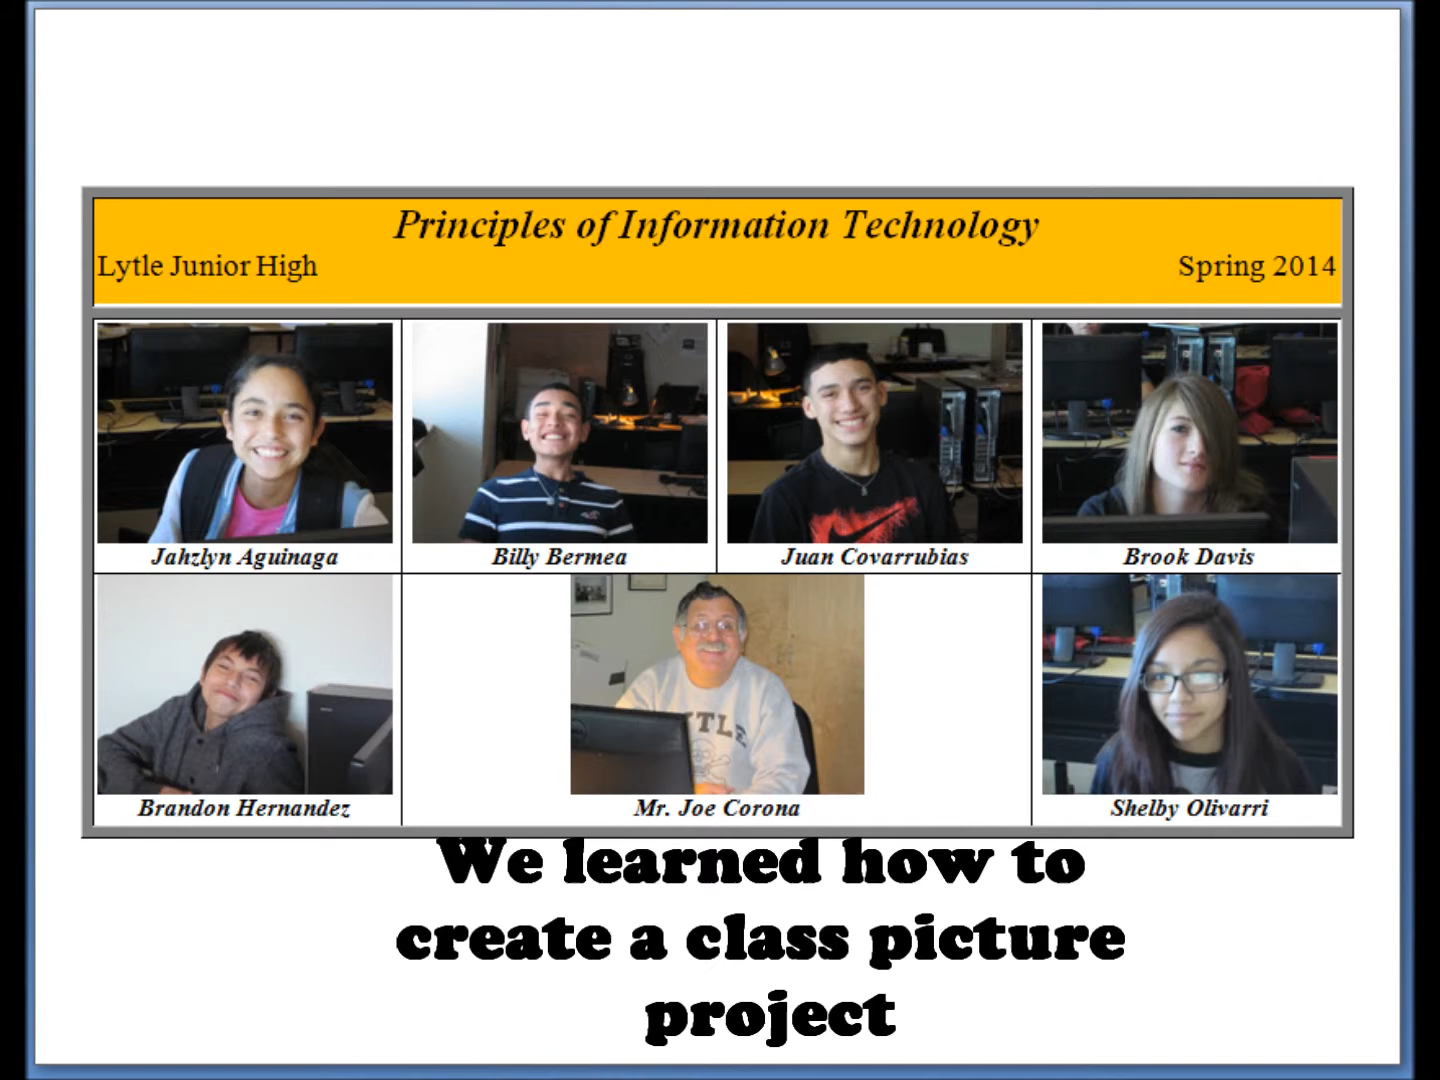 Principles of Information Technology
Lytle Junior High Spring 2014
Jahzlyn Aguinaga Billy Bermea Juan Covarrubias Brook Davis
Brandon Hernandez Mr. Joe Corona Shelby Olivarri
We learned how to
create a class picture
project